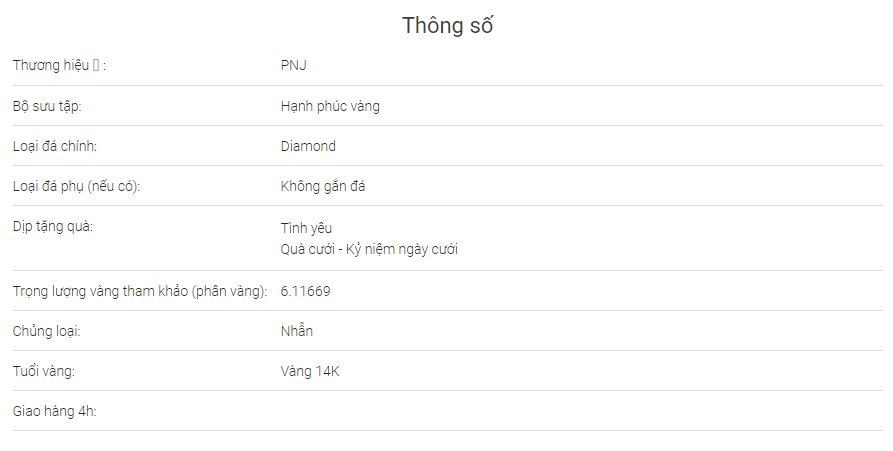 Thông số
Thương hiệu ▯ : PNJ
Bộ sưu tập: Hạnh phúc vàng
Loại đá chính: Diamond
Loại đá phụ (nếu có): Không gắn đá
Dịp tặng quà: Tình yêu
Quà cưới - Kỷ niệm ngày cưới
Trọng lượng vàng tham khảo (phân vàng): 6.11669
Chủng loại: Nhẫn
Tuổi vàng: Vàng 14K
Giao hàng 4h: